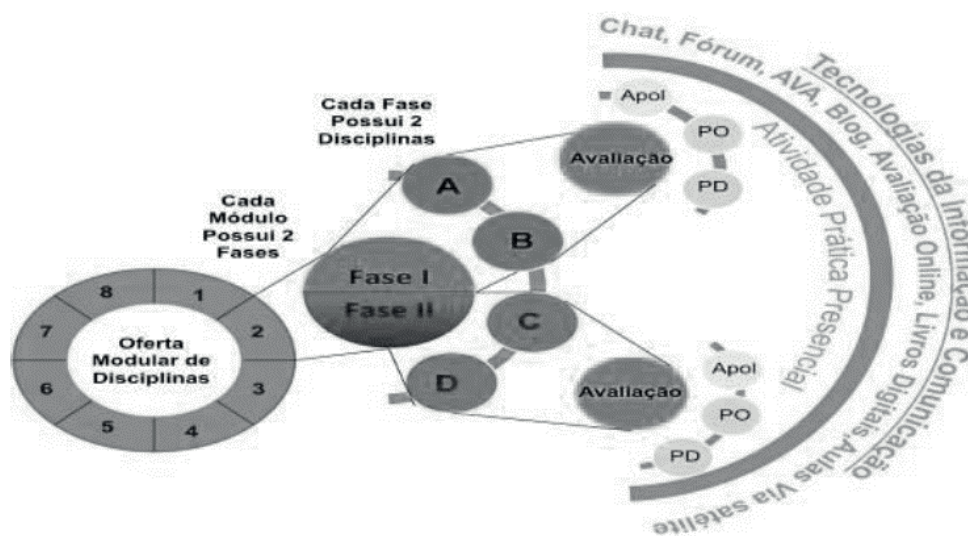 Oferta
Modular de
Disciplinas
1
2
3
4
5
6
7
8
Cada
Módulo
Possui 2
Fases
Fase I
Fase II
Cada Fase
Possui 2
Disciplinas
A
B
C
D
Avaliação
Apol
PO
PD
Avaliação
Apol
PO
PD
Atividade Prática Presencial
Chat, Fórum, AVA, Blog, Avaliação Online, Livros Digitais,Aulas Via satélite
Tecnologias da Informação e Comunicação